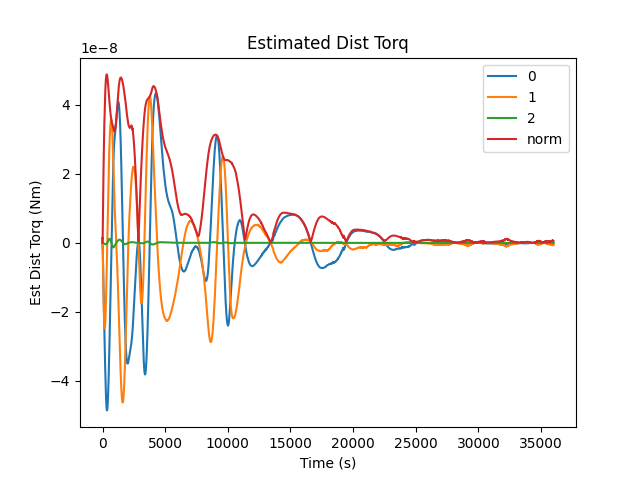 Estimated Dist Torq
1e−8
0
1
2
norm
4
2
0
−2
−4
Est Dist Torq (Nm)
0 5000 10000 15000 20000 25000 30000 35000
Time (s)